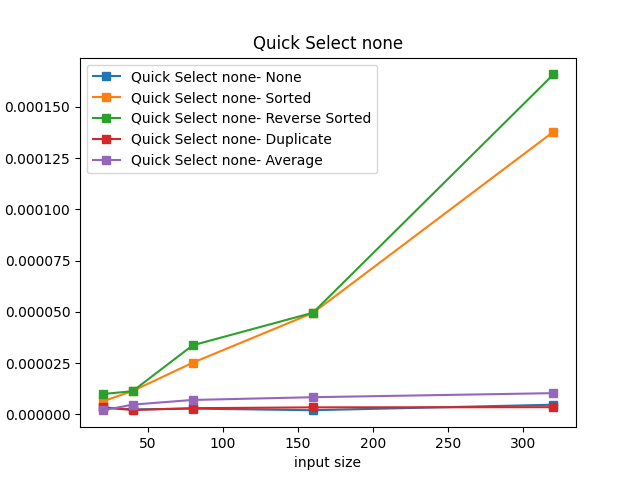 Quick Select none
Quick Select none- None
Quick Select none- Sorted
Quick Select none- Reverse Sorted
Quick Select none- Duplicate
Quick Select none- Average
0.000150
0.000125
0.000100
0.000075
0.000050
0.000025
0.000000
50 100 150 200 250 300
input size